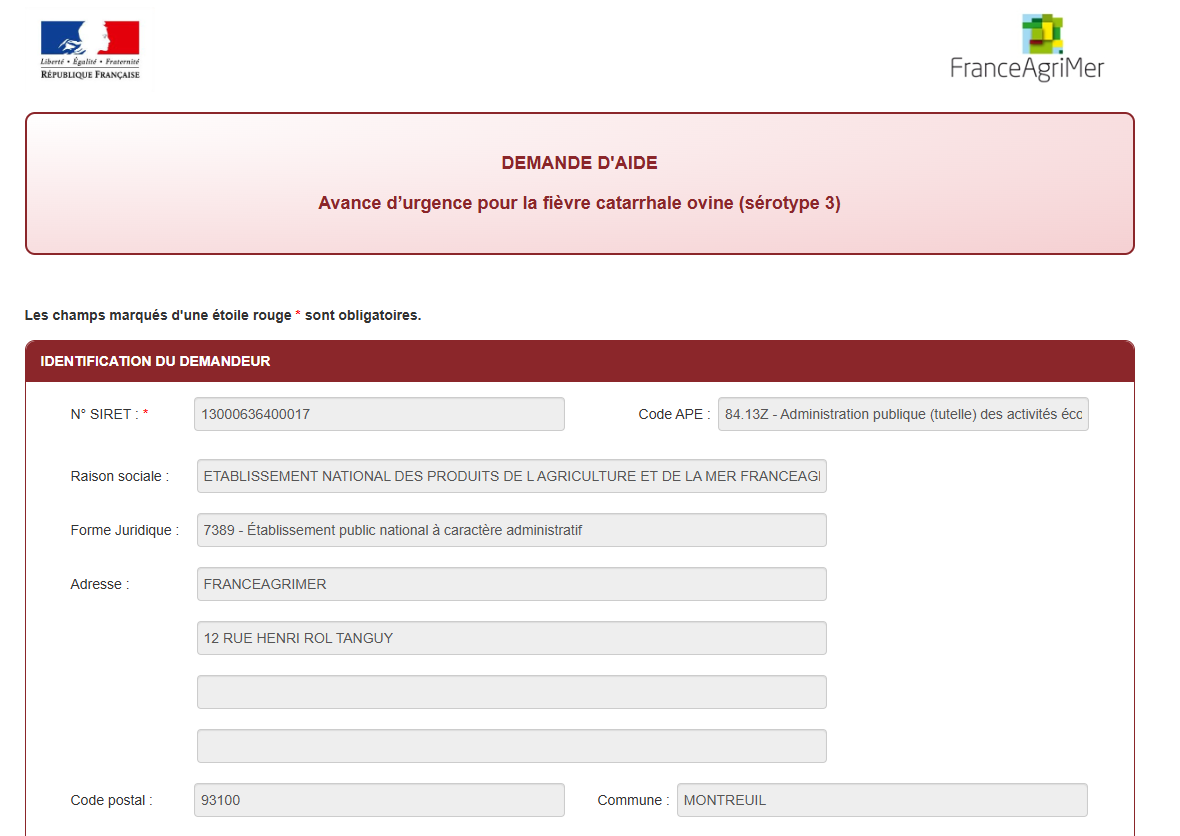 Liberté • Égalité • Fraternité
RÉPUBLIQUE FRANÇAISE
FranceAgriMer
DEMANDE D'AIDE
Avance d’urgence pour la fièvre catarrhale ovine (sérotype 3)
Les champs marqués d'une étoile rouge * sont obligatoires.
IDENTIFICATION DU DEMANDEUR
N° SIRET : * 13000636400017 Code APE : 84.13Z - Administration publique (tutelle) des activités éco
Raison sociale : ETABLISSEMENT NATIONAL DES PRODUITS DE L AGRICULTURE ET DE LA MER FRANCEAGI
Forme Juridique : 7389 - Établissement public national à caractère administratif
Adresse : FRANCEAGRIMER
12 RUE HENRI ROL TANGUY
Code postal : 93100 Commune : MONTREUIL